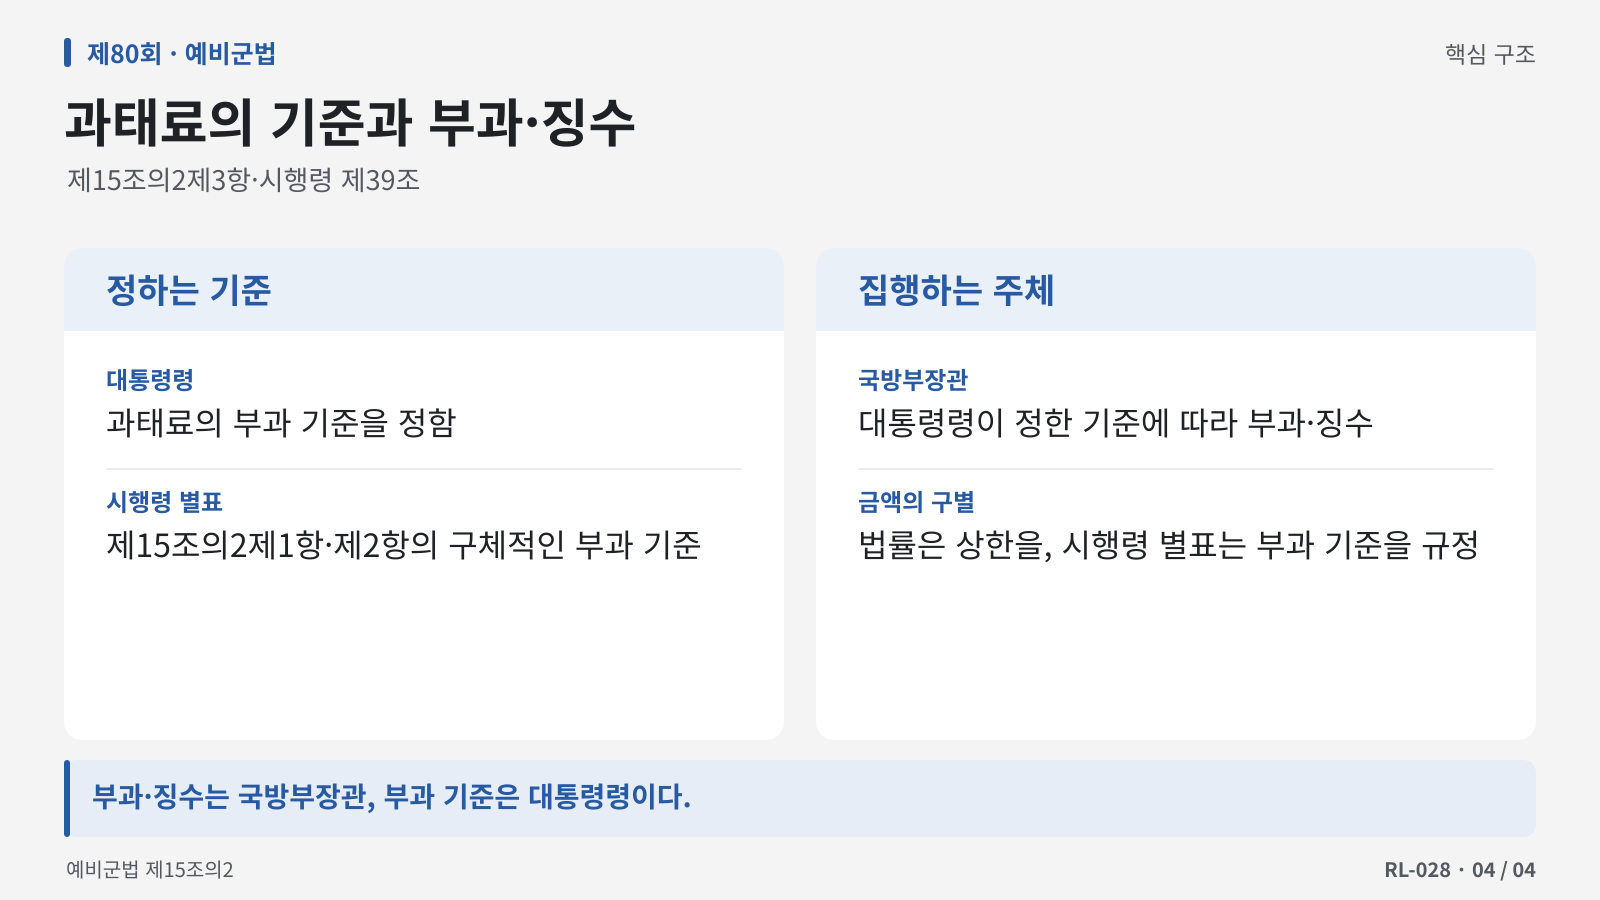 제80회 · 예비군법
핵심 구조
과태료의 기준과 부과·징수
제15조의2제3항·시행령 제39조
정하는 기준
대통령령
과태료의 부과 기준을 정함
시행령 별표
제15조의2제1항·제2항의 구체적인 부과 기준
집행하는 주체
국방부장관
대통령령이 정한 기준에 따라 부과·징수
금액의 구별
법률은 상한을, 시행령 별표는 부과 기준을 규정
부과·징수는 국방부장관, 부과 기준은 대통령령이다.
예비군법 제15조의2
RL-028 · 04 / 04